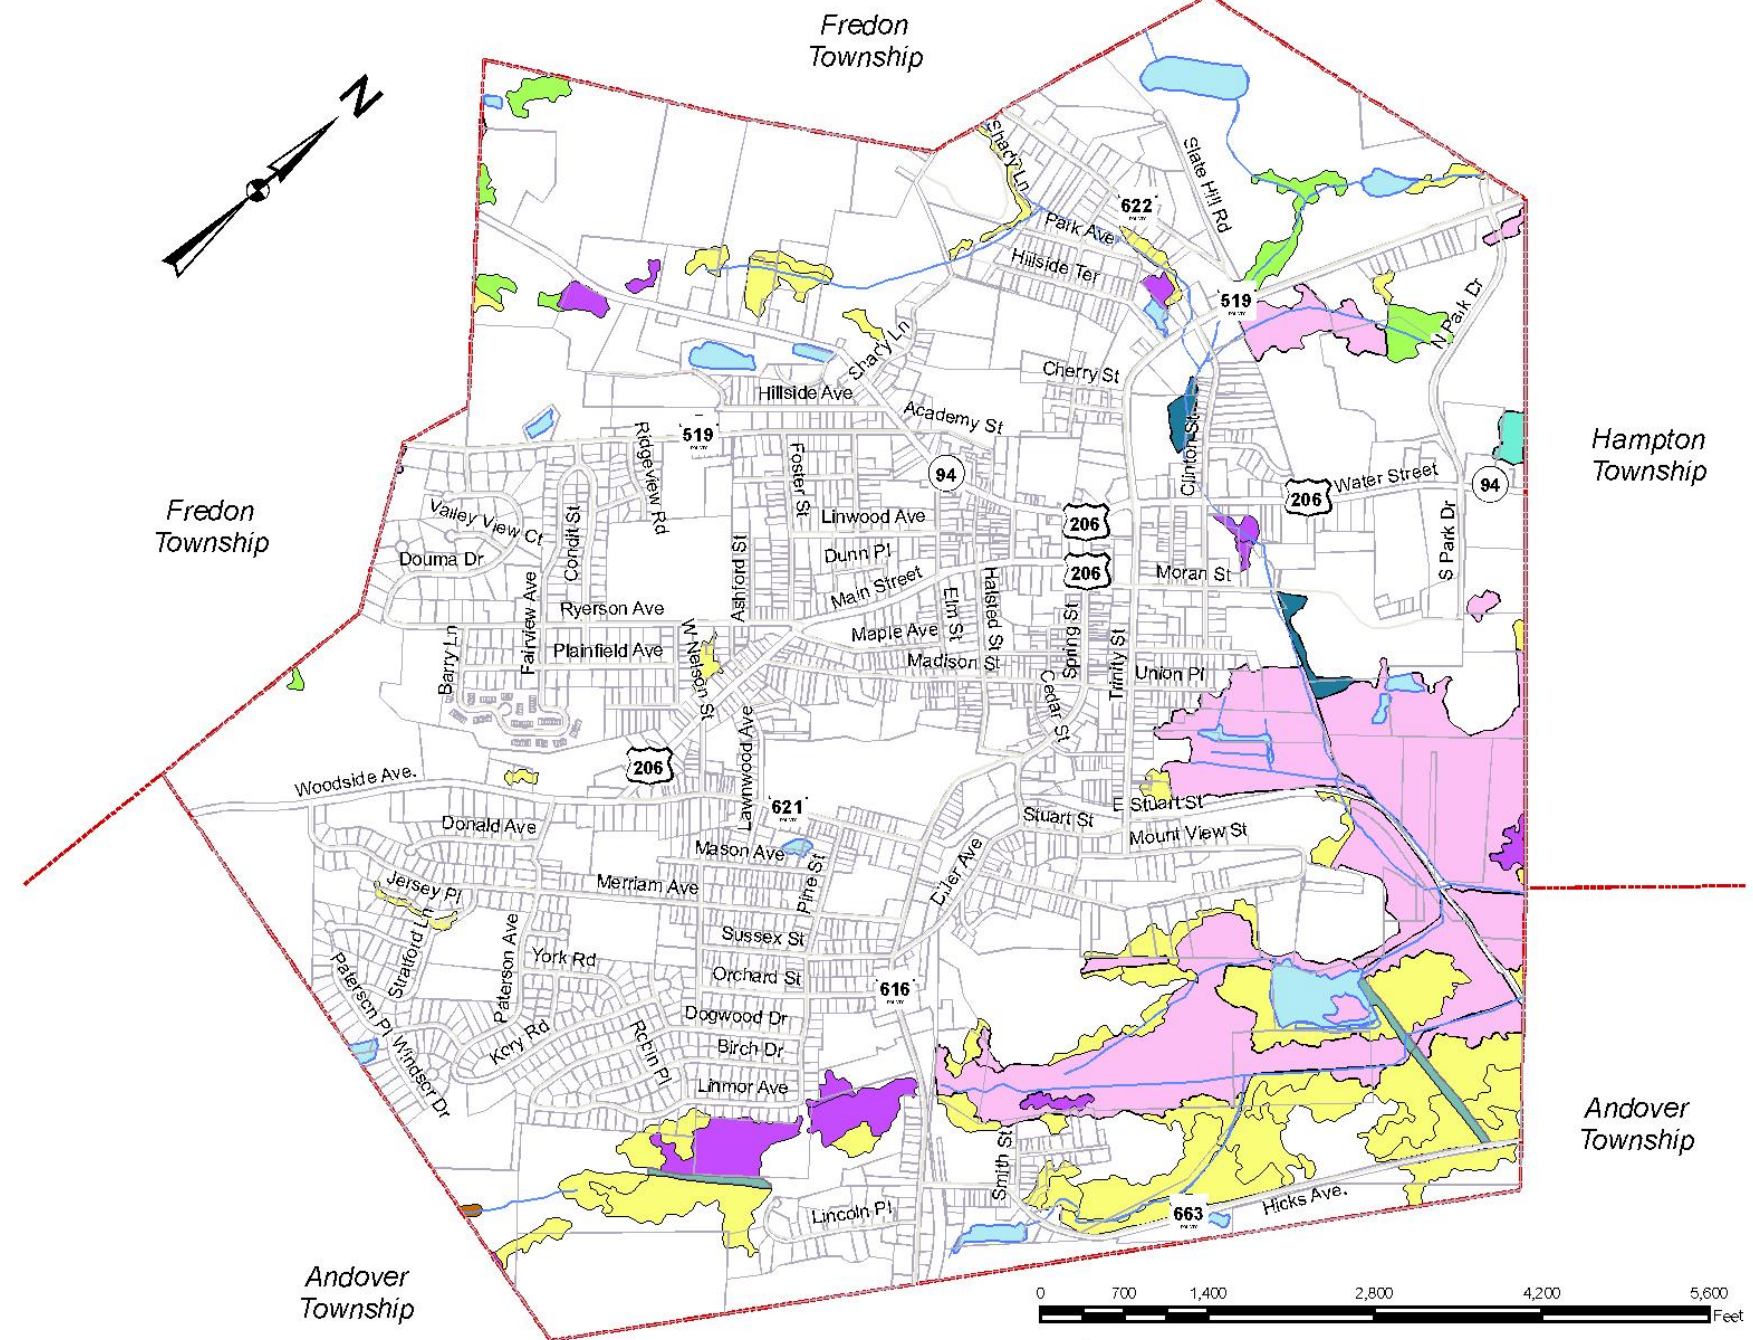 Fredon
Township
N
Shady Ln
Slate Hill Rd
622
Park Ave
Hillside Ter
519
N Park Dr
Shady Ln
Cherry St
Hillside Ave
Academy St
519
Ridgeview Rd
Foster St
94
Clinton St
Water Street
206
94
Hampton
Township
Fredon
Township
Valley View Ct
Condit St
Linwood Ave
206
S Park Dr
Douma Dr
Ashford St
Dunn Pl
206
Moran St
Main Street
Halsted St
Elm St
Fairview Ave
Ryerson Ave
Maple Ave
Spring St
Trinity St
Barry Ln
Plainfield Ave
W Nelson St
Madison St
Union Pl
Cedar St
206
Lawnwood Ave
Woodside Ave.
621
E Stuart St
Stuart St
Donald Ave
Mount View St
Mason Ave
Diller Ave
Jersey Pl
Merriam Ave
Pine St
Stratford Ln
Paterson Ave
Sussex St
York Rd
Orchard St
616
Paterson Pl
Dogwood Dr
Kory Rd
Robin Pl
Birch Dr
Windsor Dr
Linmor Ave
Smith St
Andover
Township
Lincoln Pl
663
Hicks Ave.
Andover
Township
0 700 1,400 2,800 4,200 5,600
Feet